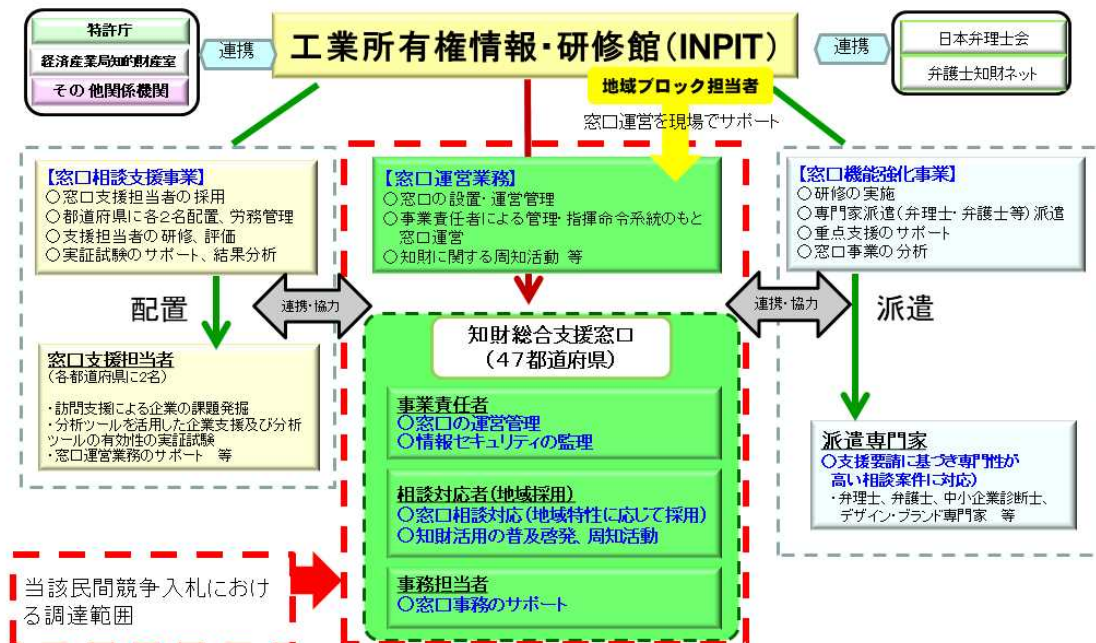 特許庁
経済産業局知的財産室
その他関係機関
連携
工業所有権情報・研修館(INPIT)
連携
日本弁理士会
弁護士知財ネット
地域ブロック担当者
窓口運営を現場でサポート
【窓口相談支援事業】
○窓口支援担当者の採用
○都道府県に各2名配置、労務管理
○支援担当者の研修、評価
○実証試験のサポート、結果分析
【窓口運営業務】
○窓口の設置・運営管理
○事業責任者による管理・指揮命令系統のもと
窓口運営
○知財に関する周知活動 等
【窓口機能強化事業】
○研修の実施
○専門家派遣(弁理士・弁護士等)派遣
○重点支援のサポート
○窓口事業の分析
配置
連携・協力
連携・協力
派遣
窓口支援担当者
(各都道府県に2名)
・訪問支援による企業の課題発掘
・分析ツールを活用した企業支援及び分析
ツールの有効性の実証試験
・窓口運営業務のサポート 等
知財総合支援窓口
(47都道府県)
事業責任者
○窓口の運営管理
○情報セキュリティの監理
相談対応者(地域採用)
○窓口相談対応(地域特性に応じて採用)
○知財活用の普及啓発、周知活動
事務担当者
○窓口事務のサポート
派遣専門家
○支援要請に基づき専門性が
高い相談案件に対応)
・弁理士、弁護士、中小企業診断士、
デザイン・ブランド専門家 等
当該民間競争入札におけ
る調達範囲